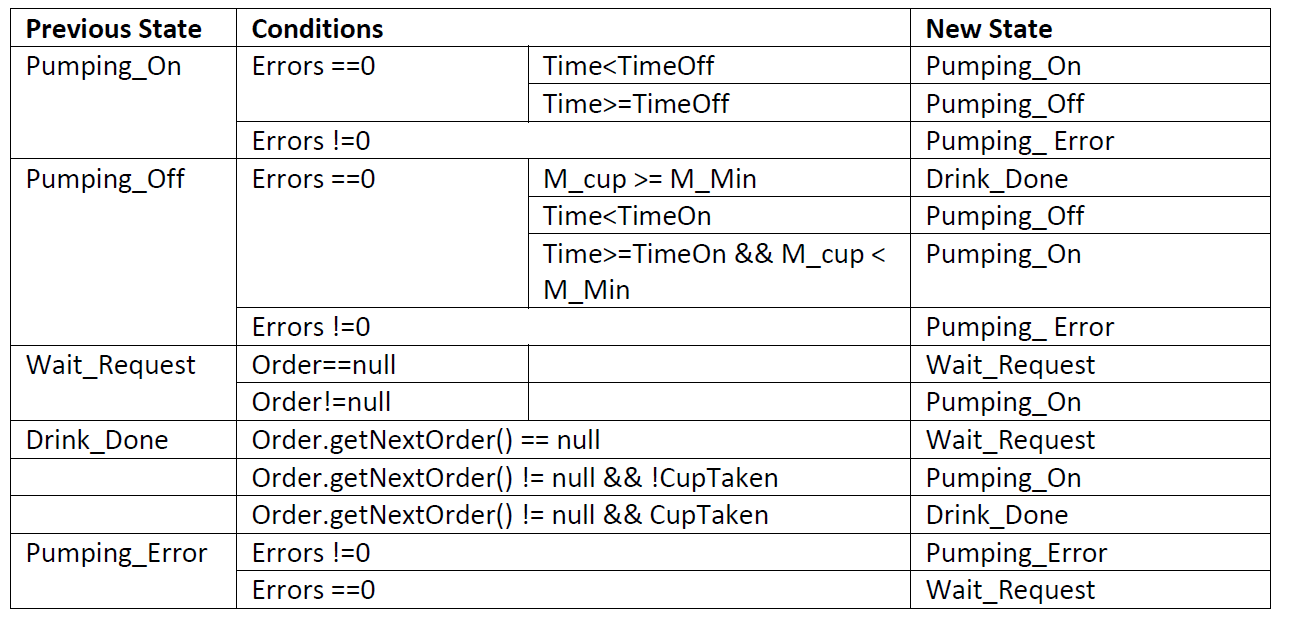 Previous State Conditions New State
Pumping_On Errors ==0 Time<TimeOff Pumping_On
Time>=TimeOff Pumping_Off
Errors !=0 Pumping_ Error
Pumping_Off Errors ==0 M_cup >= M_Min Drink_Done
Time<TimeOn Pumping_Off
Time>=TimeOn && M_cup < Pumping_On
M_Min
Errors !=0 Pumping_ Error
Wait_Request Order==null Wait_Request
Order!=null Pumping_On
Drink_Done Order.getNextOrder() == null Wait_Request
Order.getNextOrder() != null && !CupTaken Pumping_On
Order.getNextOrder() != null && CupTaken Drink_Done
Pumping_Error Errors !=0 Pumping_Error
Errors ==0 Wait_Request